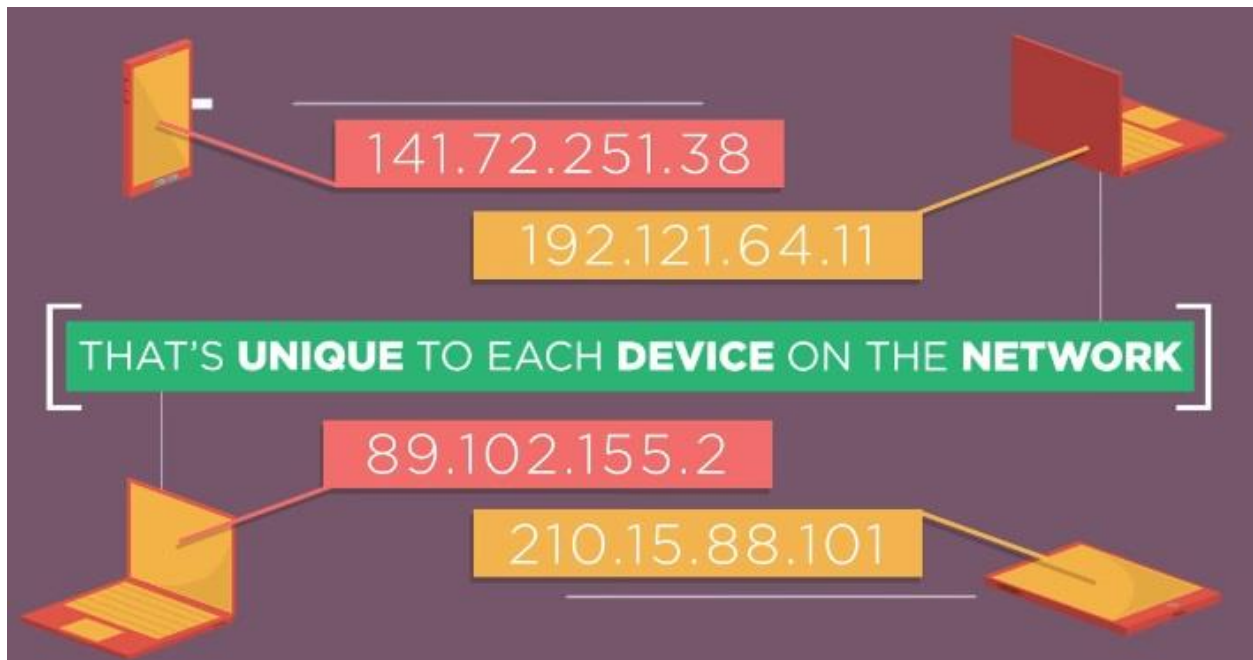 141.72.251.38
192.121.64.11
THAT'S UNIQUE TO EACH DEVICE ON THE NETWORK
89.102.155.2
210.15.88.101